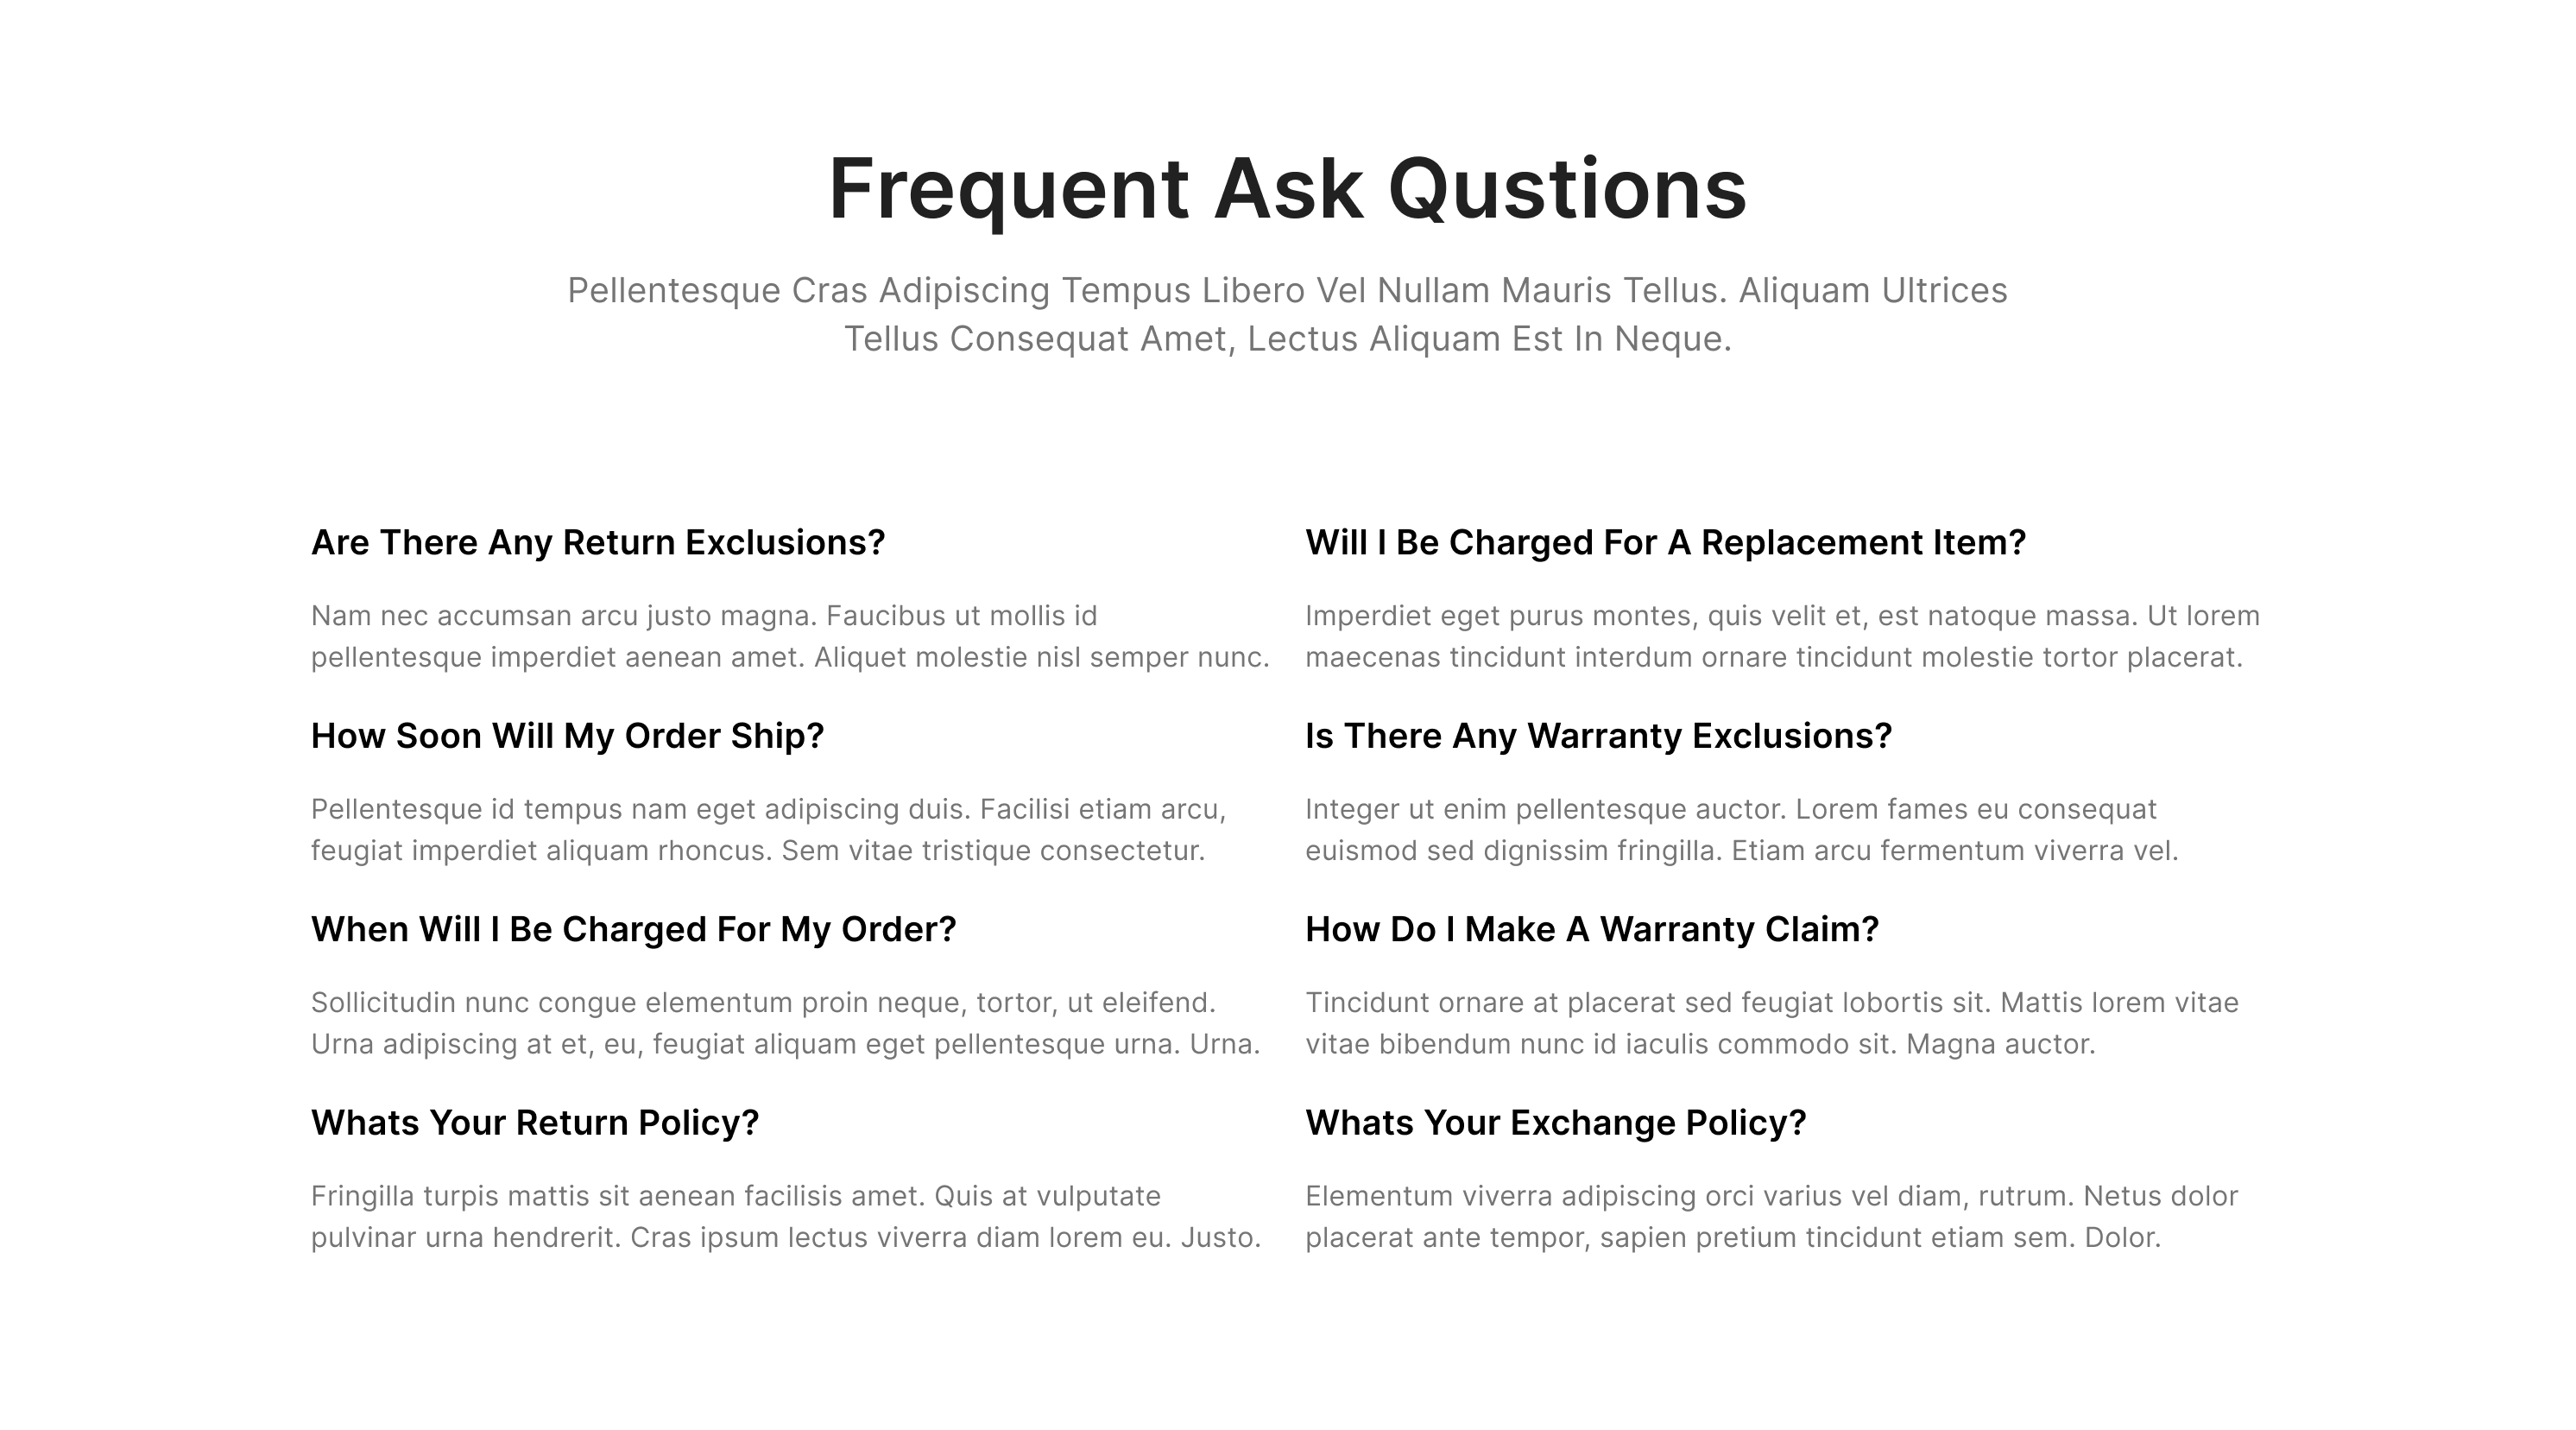 Frequent Ask Qustions
Pellentesque Cras Adipiscing Tempus Libero Vel Nullam Mauris Tellus. Aliquam Ultrices
Tellus Consequat Amet, Lectus Aliquam Est In Neque.
Are There Any Return Exclusions?
Nam nec accumsan arcu justo magna. Faucibus ut mollis id
pellentesque imperdiet aenean amet. Aliquet molestie nisl semper nunc.
How Soon Will My Order Ship?
Pellentesque id tempus nam eget adipiscing duis. Facilisi etiam arcu,
feugiat imperdiet aliquam rhoncus. Sem vitae tristique consectetur.
When Will I Be Charged For My Order?
Sollicitudin nunc congue elementum proin neque, tortor, ut eleifend.
Urna adipiscing at et, eu, feugiat aliquam eget pellentesque urna. Urna.
Whats Your Return Policy?
Fringilla turpis mattis sit aenean facilisis amet. Quis at vulputate
pulvinar urna hendrerit. Cras ipsum lectus viverra diam lorem eu. Justo.
Will I Be Charged For A Replacement Item?
Imperdiet eget purus montes, quis velit et, est natoque massa. Ut lorem
maecenas tincidunt interdum ornare tincidunt molestie tortor placerat.
Is There Any Warranty Exclusions?
Integer ut enim pellentesque auctor. Lorem fames eu consequat
euismod sed dignissim fringilla. Etiam arcu fermentum viverra vel.
How Do I Make A Warranty Claim?
Tincidunt ornare at placerat sed feugiat lobortis sit. Mattis lorem vitae
vitae bibendum nunc id iaculis commodo sit. Magna auctor.
Whats Your Exchange Policy?
Elementum viverra adipiscing orci varius vel diam, rutrum. Netus dolor
placerat ante tempor, sapien pretium tincidunt etiam sem. Dolor.